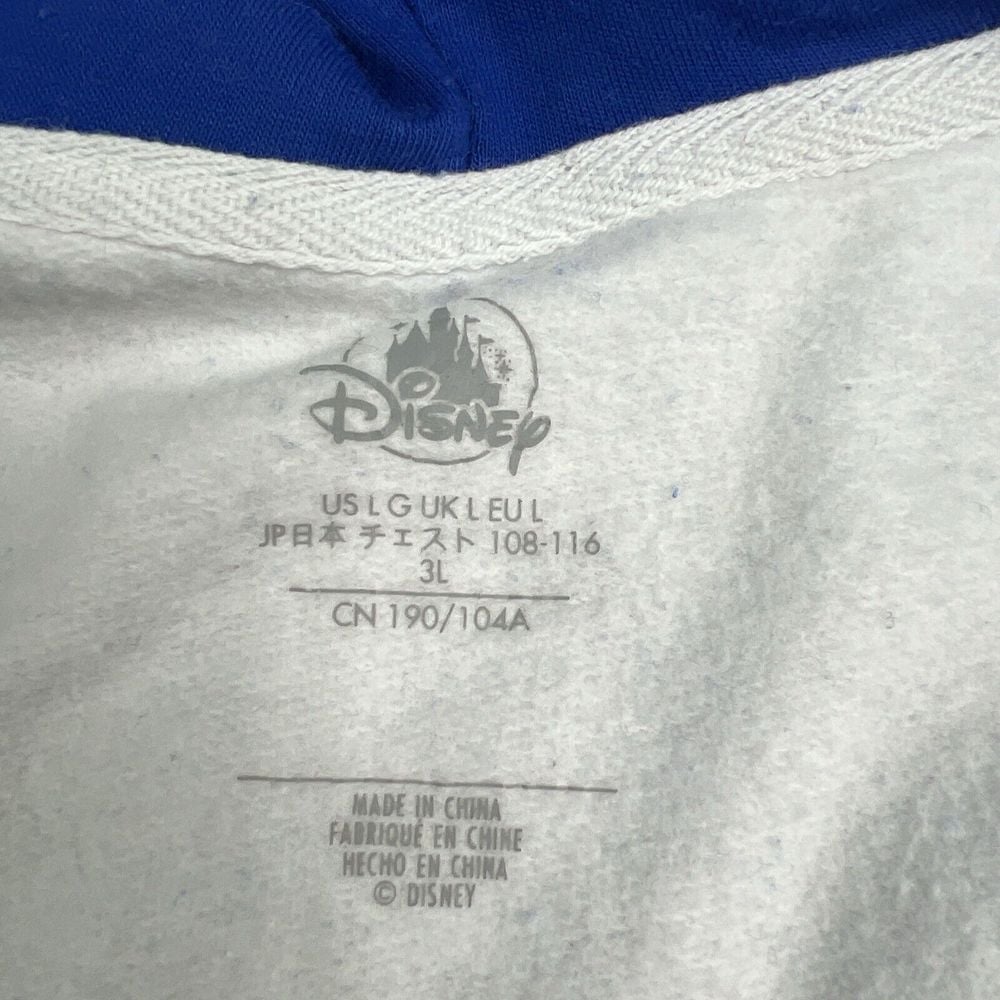 Disney
US L G UK L EU L
JP日本 チェスト 108-116
3L
CN 190/104A
MADE IN CHINA
FABRIQUÉ EN CHINE
HECHO EN CHINA
© DISNEY